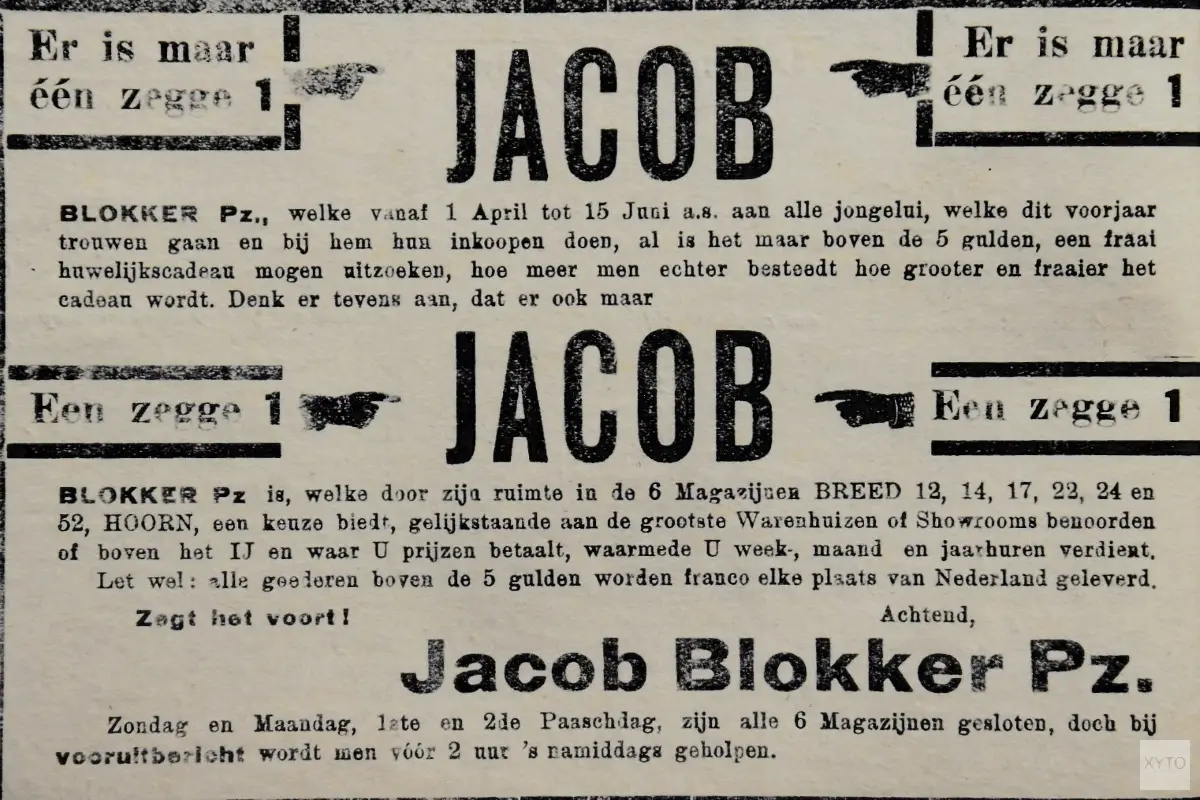 Er is maar
één zegge 1
JACOB
Er is maar
één zegge 1
BLOKKER Pz., welke vanaf 1 April tot 15 Juni a.s. aan alle jongelui, welke dit voorjaar
trouwen gaan en bij hem hun inkoopen doen, al is het maar boven de 5 gulden, een fraai
huwelijkscadeau mogen uitzoeken, hoe meer men echter besteedt hoe grooter en fraaier het
cadeau wordt. Denk er tevens aan, dat er ook maar
Een zegge 1
JACOB
Een zegge 1
BLOKKER Pz is, welke door zijn ruimte in de 6 Magazijnen BREED 12, 14, 17, 22, 24 en
52, HOORN, een keuze biedt, gelijkstaande aan de grootste Warenhuizen of Showrooms benoorden
of boven het IJ en waar U prijzen betaalt, waarmede U week-, maand en jaarhuren verdient.
Let wel: alle goederen boven de 5 gulden worden franco elke plaats van Nederland geleverd.
Zegt het voort!
Achtend,
Jacob Blokker Pz.
Zondag en Maandag, 1ste en 2de Paaschdag, zijn alle 6 Magazijnen gesloten, doch bij
vooruitbericht wordt men vóór 2 uur 's namiddags geholpen.
XYTO